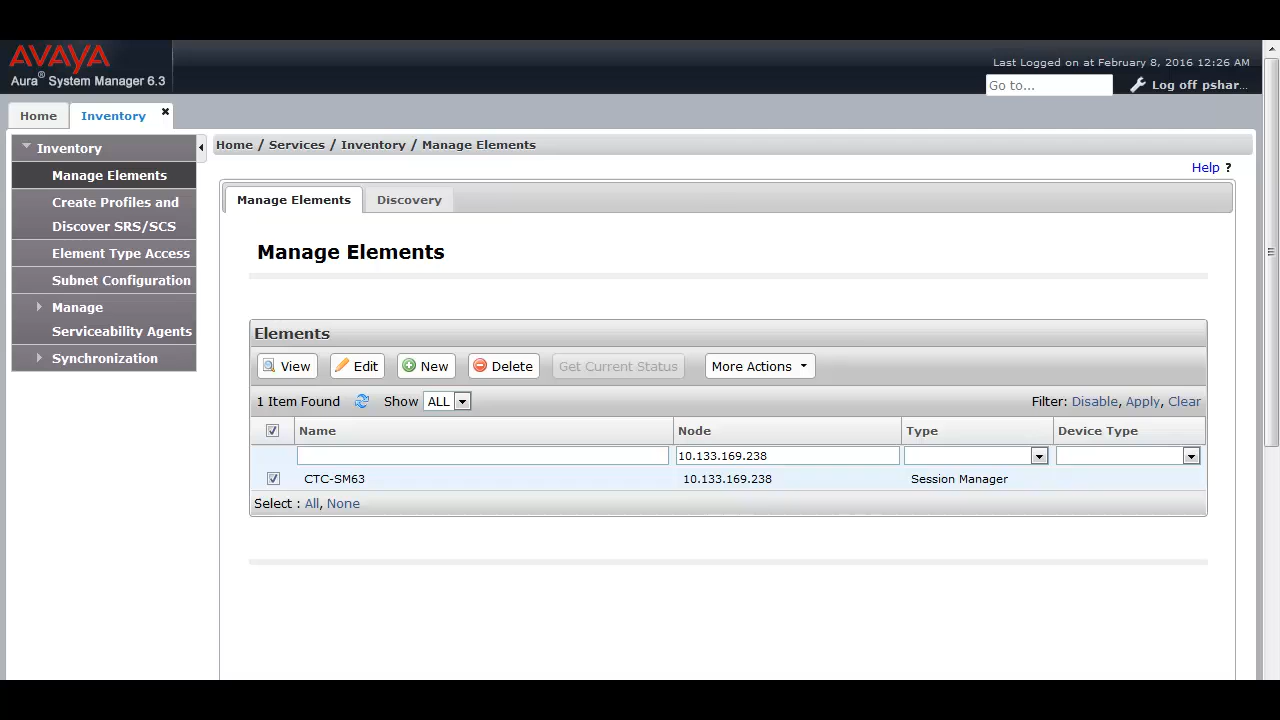 AVAYA
Aura® System Manager 6.3
Last Logged on at February 8, 2016 12:26 AM
Go to...
Log off pshar...
Home
Inventory
Inventory
Manage Elements
Create Profiles and
Discover SRS/SCS
Element Type Access
Subnet Configuration
Manage
Serviceability Agents
Synchronization
Home / Services / Inventory / Manage Elements
Help ?
Manage Elements
Discovery
Manage Elements
Elements
View Edit New Delete Get Current Status More Actions
1 Item Found Show ALL Filter: Disable, Apply, Clear
Name Node Type Device Type
10.133.169.238
CTC-SM63 10.133.169.238 Session Manager
Select : All, None